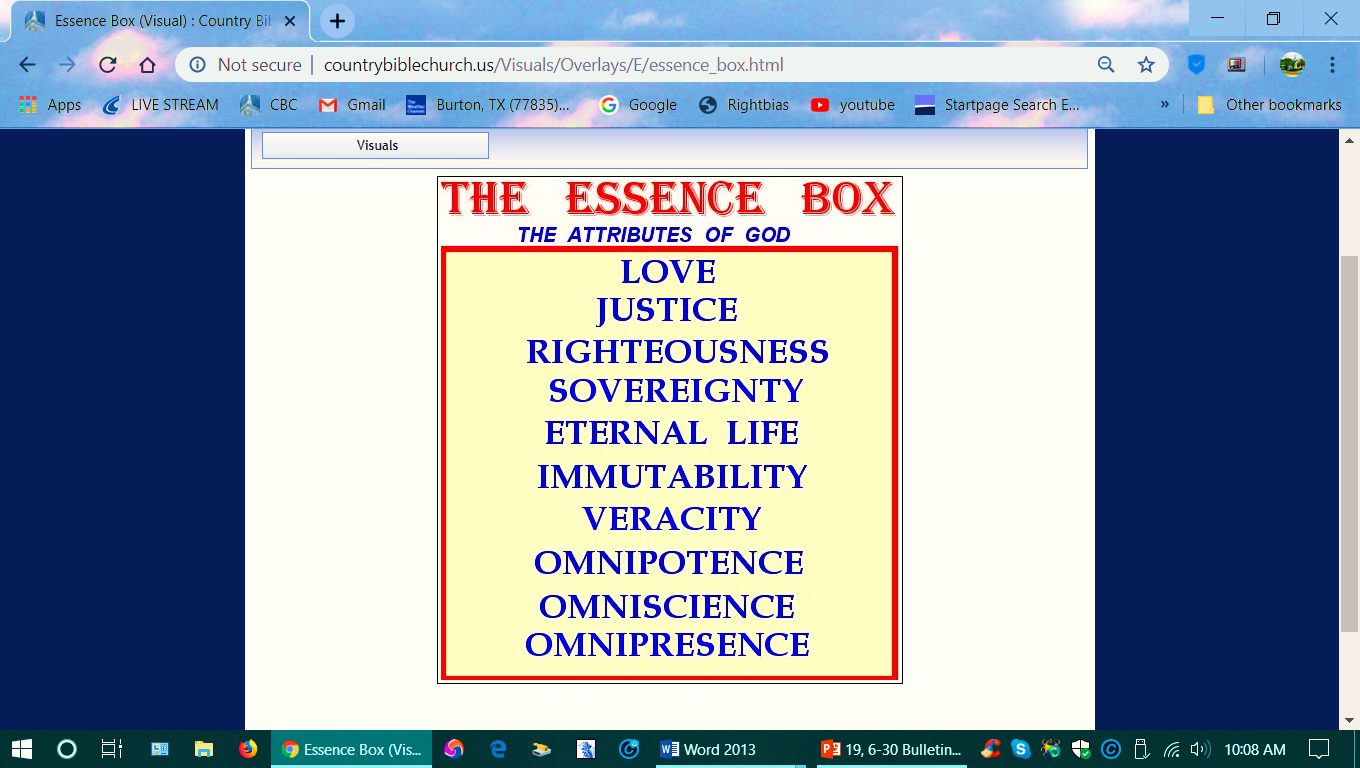 Essence Box (Visual) : Country Bib
Not secure | countrybiblechurch.us/Visuals/Overlays/E/essence_box.html
Apps LIVE STREAM CBC Gmail Burton, TX (77835)... Google Rightbias youtube Startpage Search E... » Other bookmarks
Visuals
THE ESSENCE BOX
THE ATTRIBUTES OF GOD
LOVE
JUSTICE
RIGHTEOUSNESS
SOVEREIGNTY
ETERNAL LIFE
IMMUTABILITY
VERACITY
OMNIPOTENCE
OMNISCIENCE
OMNIPRESENCE
Essence Box (Vis... Word 2013 19, 6-30 Bulletin... 10:08 AM